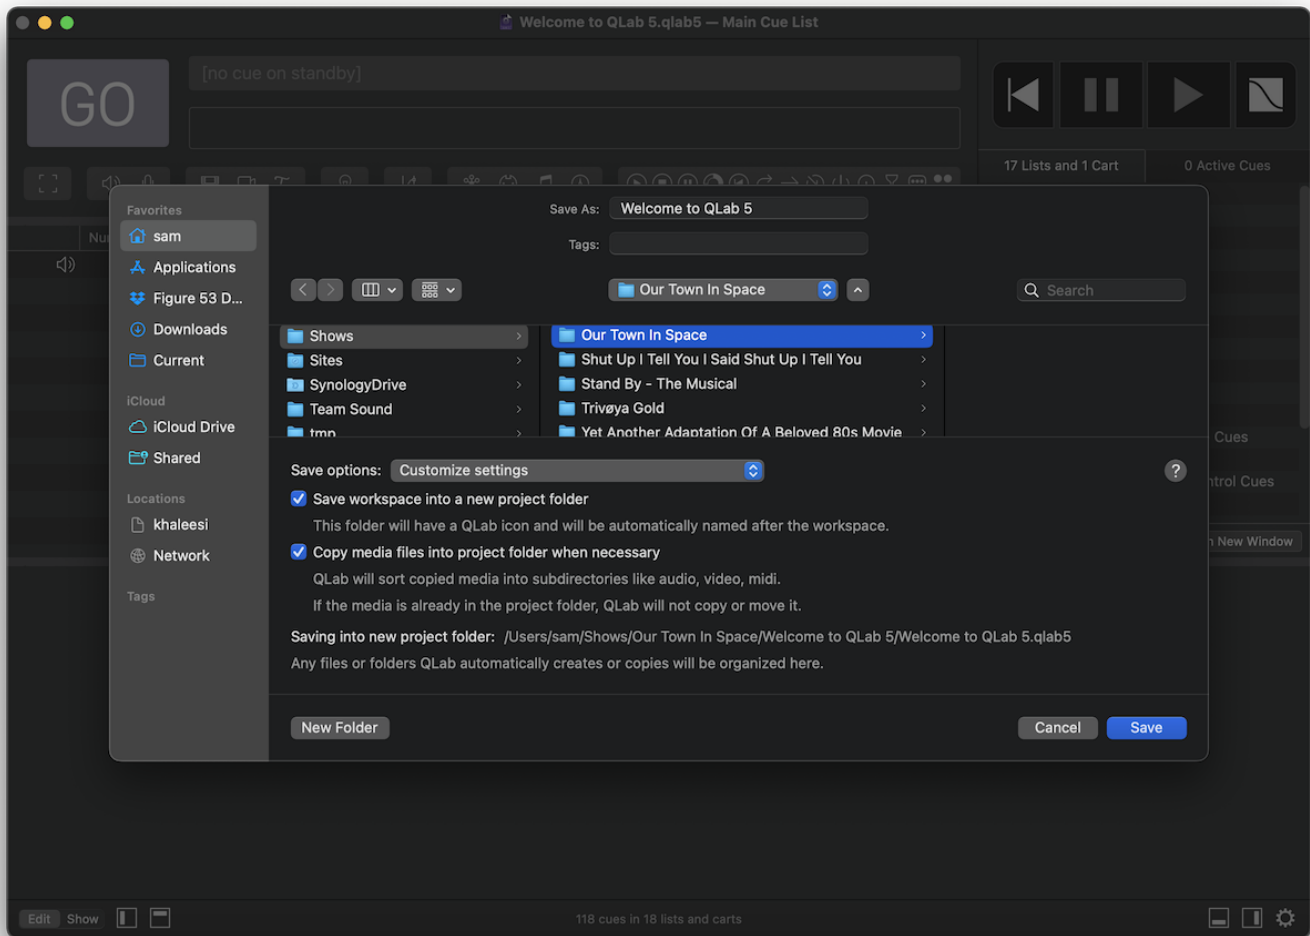 Welcome to QLab 5.qlab5 — Main Cue List
GO
[no cue on standby]
17 Lists and 1 Cart
0 Active Cues
Favorites
sam
Applications
Figure 53 D...
Downloads
Current
iCloud
iCloud Drive
Shared
Locations
khaleesi
Network
Tags
Save As: Welcome to QLab 5
Tags:
Our Town In Space
Search
Shows
Sites
SynologyDrive
Team Sound
tmp
Our Town In Space
Shut Up I Tell You I Said Shut Up I Tell You
Stand By - The Musical
Trivøya Gold
Yet Another Adaptation Of A Beloved 80s Movie
Save options: Customize settings
?
Save workspace into a new project folder
This folder will have a QLab icon and will be automatically named after the workspace.
Copy media files into project folder when necessary
QLab will sort copied media into subdirectories like audio, video, midi.
If the media is already in the project folder, QLab will not copy or move it.
Saving into new project folder: /Users/sam/Shows/Our Town In Space/Welcome to QLab 5/Welcome to QLab 5.qlab5
Any files or folders QLab automatically creates or copies will be organized here.
New Folder
Cancel
Save
Cues
Cues
New Window
Edit
Show
118 cues in 18 lists and carts